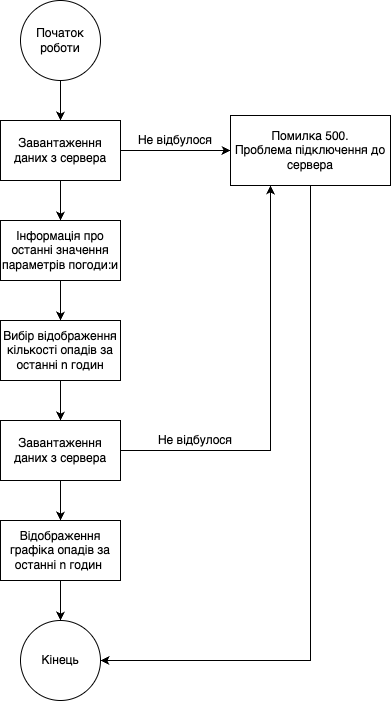 Початок
роботи
Завантаження
даних з сервера
Не відбулося
Помилка 500.
Проблема підключення до
сервера
Інформація про
останні значення
параметрів погоди:и
Вибір відображення
кількості опадів за
останні n годин
Завантаження
даних з сервера
Не відбулося
Відображення
графіка опадів за
останні n годин
Кінець